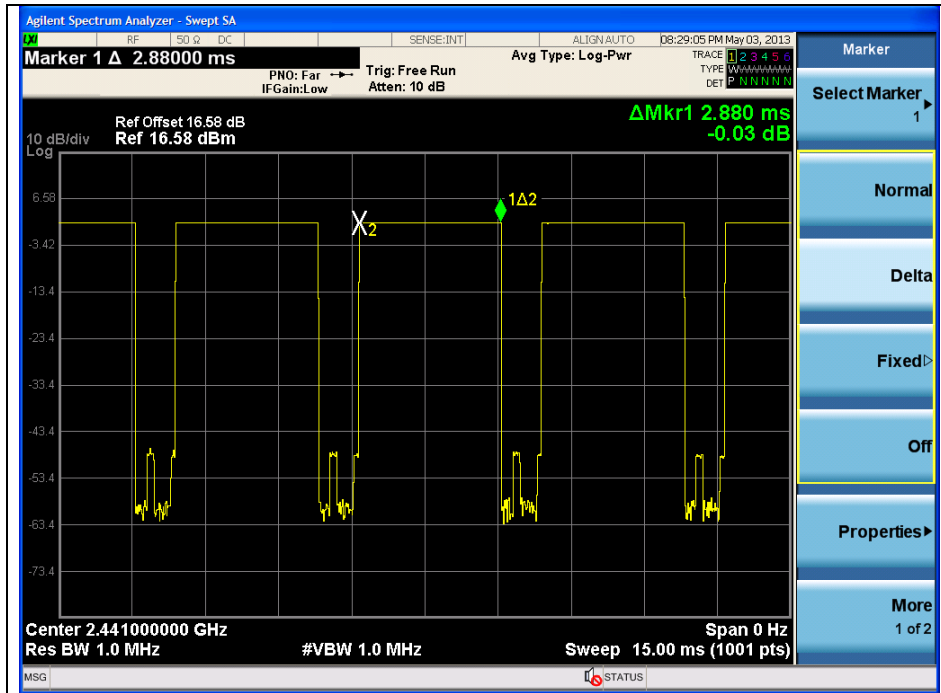 Agilent Spectrum Analyzer - Swept SA
LXI RF 50 Ω DC SENSE:INT ALIGN AUTO 08:29:05 PM May 03, 2013
Marker 1 Δ 2.88000 ms
PNO: Far
IFGain:Low
Trig: Free Run
Atten: 10 dB
Avg Type: Log-Pwr
TRACE 1 2 3 4 5 6
TYPE WWWWWW
DET P N N N N N
Marker
Select Marker
1
Normal
Delta
Fixed
Off
Properties
More
1 of 2
ΔMkr1 2.880 ms
-0.03 dB
Ref Offset 16.58 dB
10 dB/div Ref 16.58 dBm
Log
6.58
-3.42
-13.4
-23.4
-33.4
-43.4
-53.4
-63.4
-73.4
X2
1Δ2
Center 2.441000000 GHz Span 0 Hz
Res BW 1.0 MHz #VBW 1.0 MHz Sweep 15.00 ms (1001 pts)
MSG STATUS